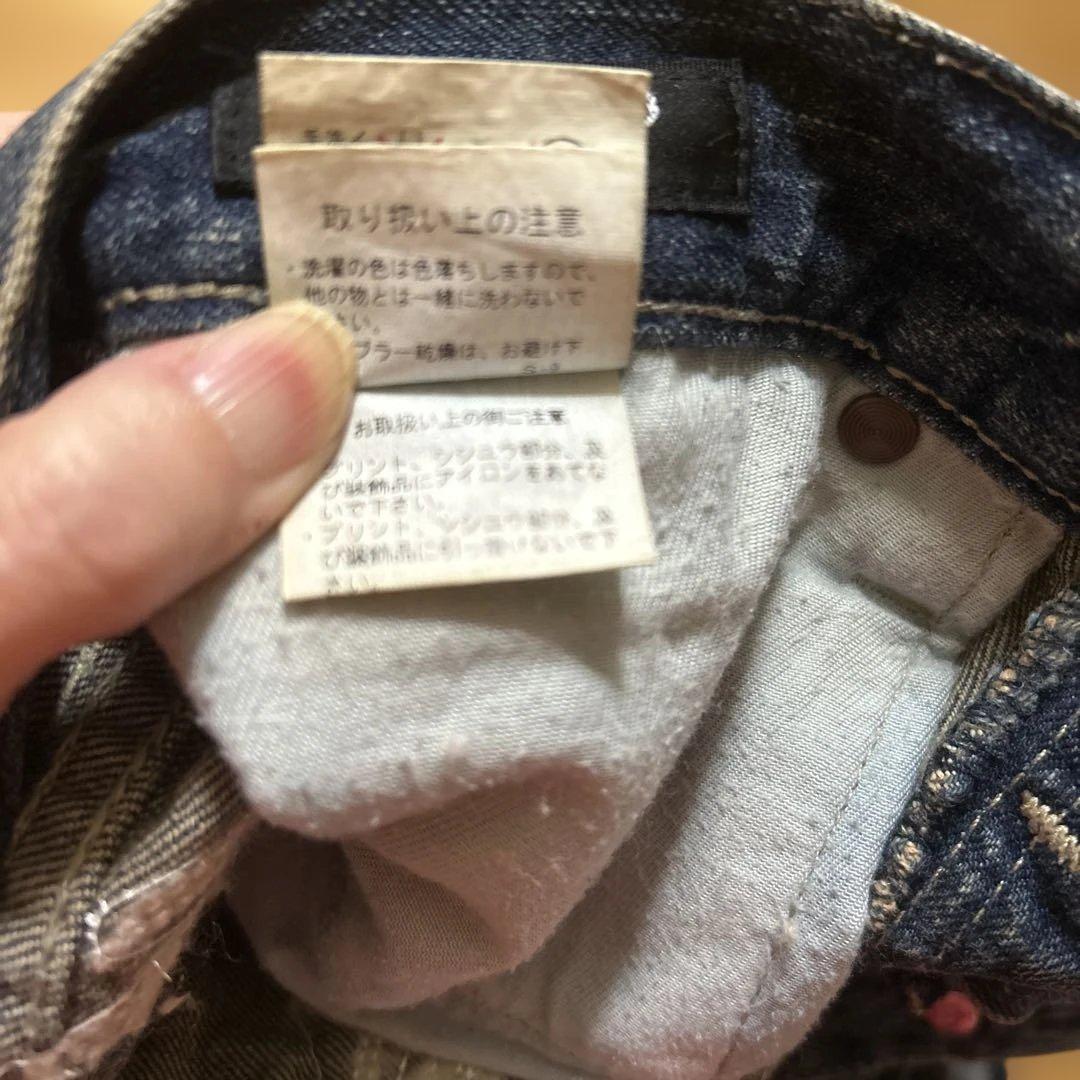 取り扱い上の注意
・洗濯の色は色落ちしますので、
他の物とは一緒に洗わないで
さい。
ブラー乾燥は、お避け下
お取扱い上の御ご注意
プリント、シシュウ部分、及
び装飾品にアイロンをあてな
いで下さい。
・プリント、シシュウ部分、及
び装飾品に引っ掛けないで下
さい。